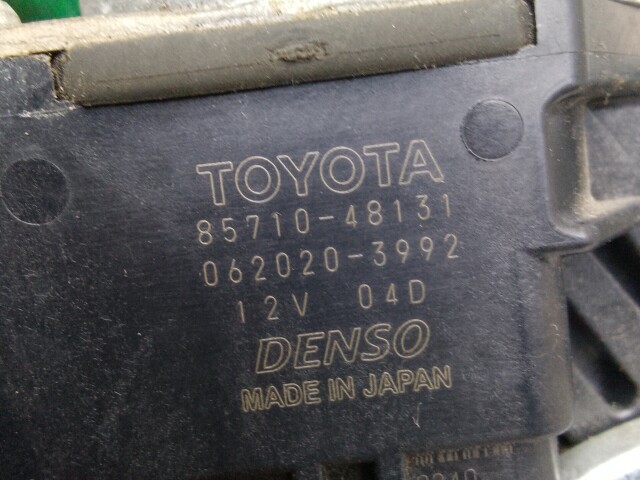 TOYOTA
85710-48131
062020-3992
12V 04D
DENSO
MADE IN JAPAN